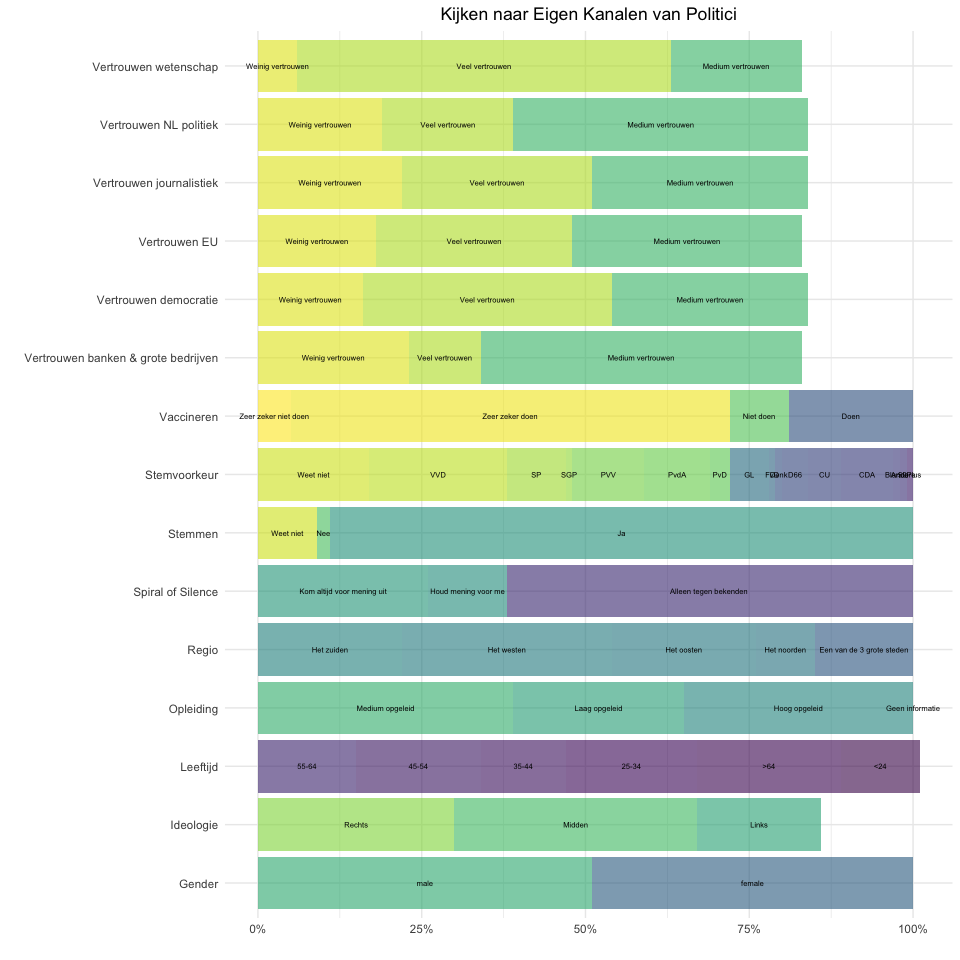 Kijken naar Eigen Kanalen van Politici
Vertrouwen wetenschap Weinig vertrouwen Veel vertrouwen Medium vertrouwen
Vertrouwen NL politiek Weinig vertrouwen Veel vertrouwen Medium vertrouwen
Vertrouwen journalistiek Weinig vertrouwen Veel vertrouwen Medium vertrouwen
Vertrouwen EU Weinig vertrouwen Veel vertrouwen Medium vertrouwen
Vertrouwen democratie Weinig vertrouwen Veel vertrouwen Medium vertrouwen
Vertrouwen banken & grote bedrijven Weinig vertrouwen Veel vertrouwen Medium vertrouwen
Vaccineren Zeer zeker niet doen Zeer zeker doen Niet doen Doen
Stemvoorkeur Weet niet VVD SP SGP PVV PvdA PvD GL D66 CU CDA
Stemmen Weet niet Nee Ja
Spiral of Silence Kom altijd voor mening uit Houd mening voor me Alleen tegen bekenden
Regio Het zuiden Het westen Het oosten Het noorden Een van de 3 grote steden
Opleiding Medium opgeleid Laag opgeleid Hoog opgeleid Geen informatie
Leeftijd 55-64 45-54 35-44 25-34 >64 <24
Ideologie Rechts Midden Links
Gender male female
0% 25% 50% 75% 100%